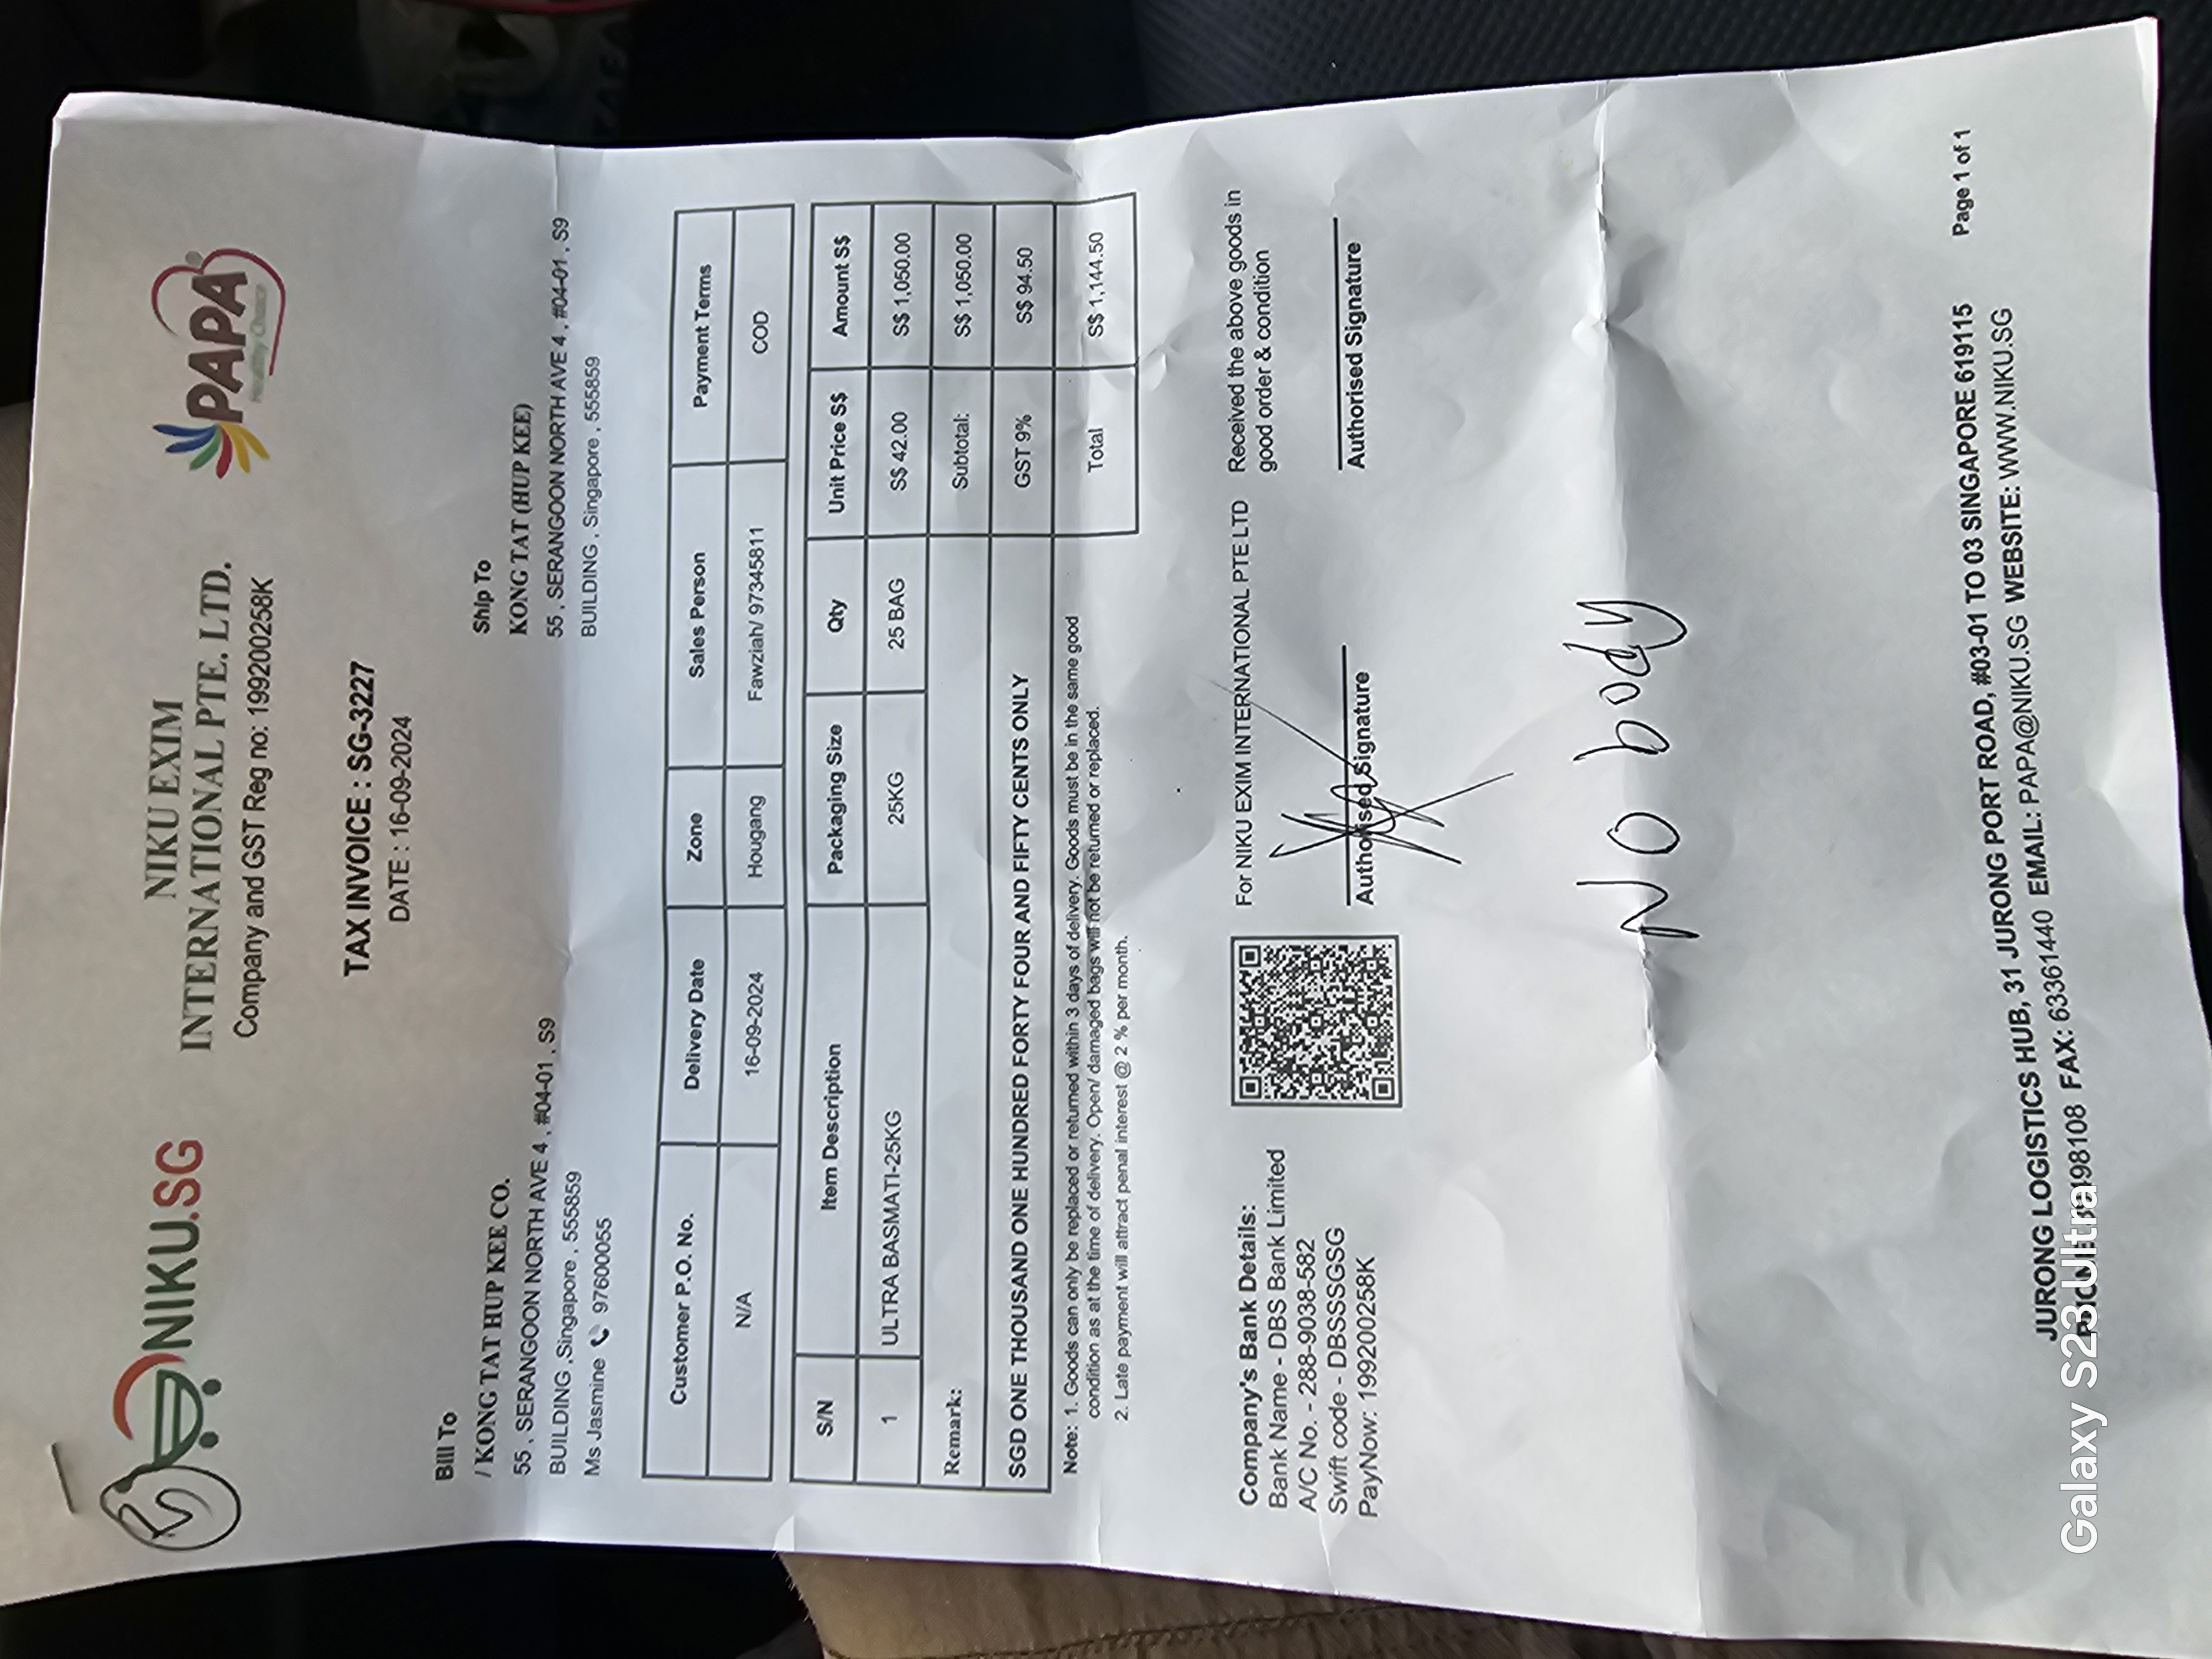 NIKU.SG
NIKU EXIM
INTERNATIONAL PTE. LTD.
Company and GST Reg no: 199200258K
PAPA®
Healthy Choice
TAX INVOICE : SG-3227
DATE : 16-09-2024
Bill To
/ KONG TAT HUP KEE CO.
55 , SERANGOON NORTH AVE 4 , #04-01 , S9
BUILDING ,Singapore , 555859
Ms Jasmine 97600055
Ship To
KONG TAT (HUP KEE)
55 , SERANGOON NORTH AVE 4 , #04-01 , S9
BUILDING , Singapore , 555859
Customer P.O. No. Delivery Date Zone Sales Person Payment Terms
N/A 16-09-2024 Hougang Fawziah/ 97345811 COD
S/N Item Description Packaging Size Qty Unit Price S$ Amount S$
1 ULTRA BASMATI-25KG 25KG 25 BAG S$ 42.00 S$ 1,050.00
Remark: Subtotal: S$ 1,050.00
SGD ONE THOUSAND ONE HUNDRED FORTY FOUR AND FIFTY CENTS ONLY GST 9% S$ 94.50
Total S$ 1,144.50
Note: 1. Goods can only be replaced or returned within 3 days of delivery. Goods must be in the same good
condition as at the time of delivery. Open/ damaged bags will not be returned or replaced.
2. Late payment will attract penal interest @ 2 % per month.
Company's Bank Details:
Bank Name - DBS Bank Limited
A/C No. - 288-9038-582
Swift code - DBSSSGSG
PayNow: 199200258K
For NIKU EXIM INTERNATIONAL PTE LTD
Authorised Signature
Received the above goods in
good order & condition
Authorised Signature
No body
JURONG LOGISTICS HUB, 31 JURONG PORT ROAD, #03-01 TO 03 SINGAPORE 619115
FAX: 63361440 EMAIL: PAPA@NIKU.SG WEBSITE: WWW.NIKU.SG
Page 1 of 1
Galaxy S23 Ultra